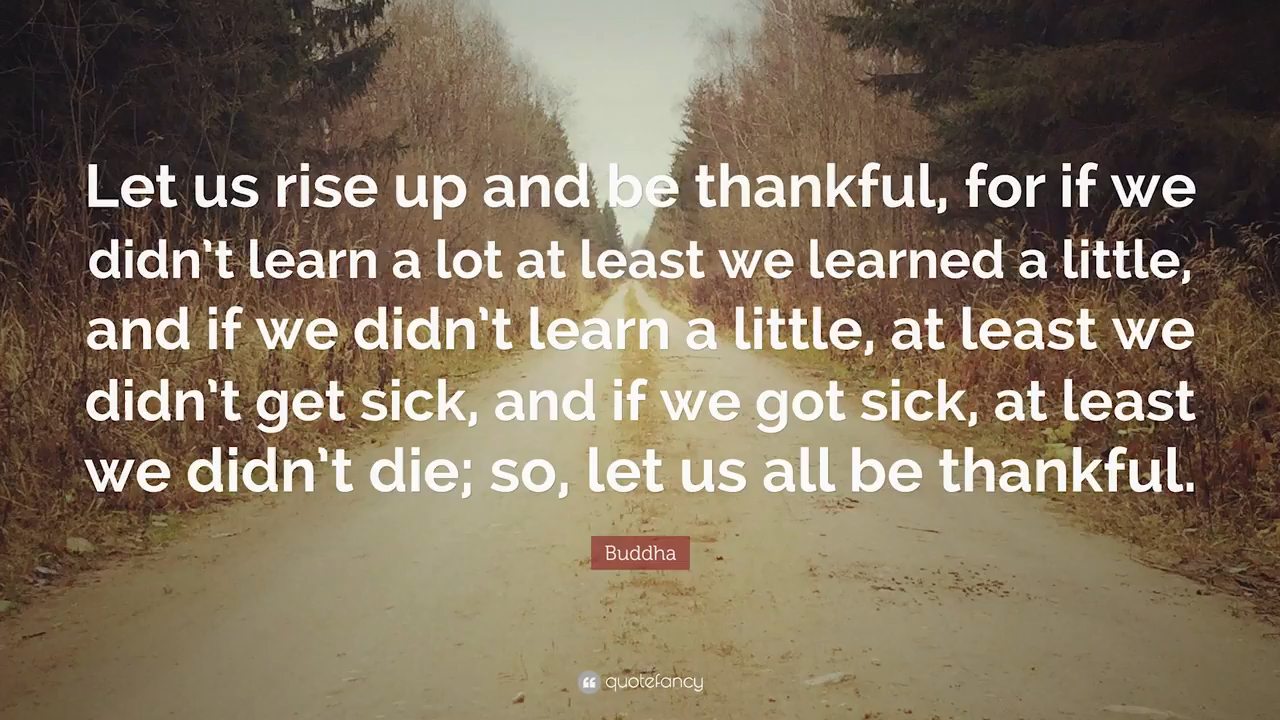 Let us rise up and be thankful, for if we
didn’t learn a lot at least we learned a little,
and if we didn’t learn a little, at least we
didn’t get sick, and if we got sick, at least
we didn’t die; so, let us all be thankful.
Buddha
quotefancy